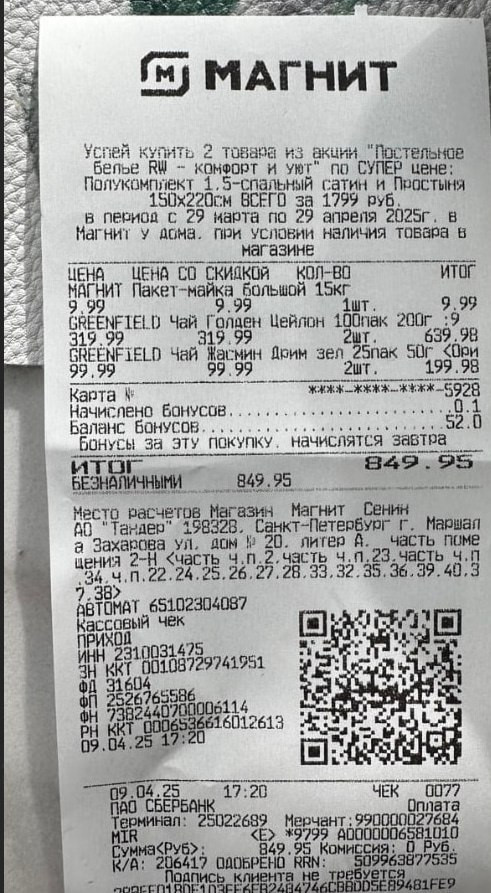 МАГНИТ
Успей купить 2 товара из акции "Постельное
белье RW - комфорт и уют" по СУПЕР цене:
Полукомплект 1.5-спальный сатин и Простыня
150х220см ВСЕГО за 1799 руб.
в период с 29 марта по 29 апреля 2025г. в
Магнит у дома. при условии наличия товара в
магазине
ЦЕНА ЦЕНА СО СКИДКОЙ КОЛ-ВО ИТОГ
МАГНИТ Пакет-майка большой 15кг
9.99 9.99 1шт. 9.99
GREENFIELD Чай Голден Цейлон 100пак 200г :9
319.99 319.99 2шт. 639.98
GREENFIELD Чай Жасмин Дрим зел 25пак 50г <Ори
99.99 99.99 2шт. 199.98
Карта № ****-****-****-5928
Начислено бонусов.......................0.1
Баланс бонусов.........................52.0
Бонусы за эту покупку. начислятся завтра
ИТОГ 849.95
БЕЗНАЛИЧНЫМИ 849.95
Место расчетов Магазин Магнит Сенин
АО "Тандер" 198328. Санкт-Петербург г. Маршал
а Захарова ул. дом № 20. литер А. часть поме
щения 2-Н <часть ч.п.2.часть ч.п.23.часть ч.п
.34.ч.п.22.24.25.26.27.28.33.32.35.36.39.40.3
7.38>
АВТОМАТ 65102304087
Кассовый чек
ПРИХОД
ИНН 2310031475
ЗН ККТ 00108729741951
ФД 31604
ФП 2526765586
ФН 7382440700006114
РН ККТ 0006536616012613
09.04.25 17:20
09.04.25 17:20 ЧЕК 0077
ПАО СБЕРБАНК Оплата
Терминал: 25022689 Мерчант:990000027684
MIR <E> *9799 A0000006581010
Сумма<Руб>: 849.95 Комиссия: 0 Руб.
К/А: 206417 ОДОБРЕНО RRN: 509963877535
Подпись клиента не требуется